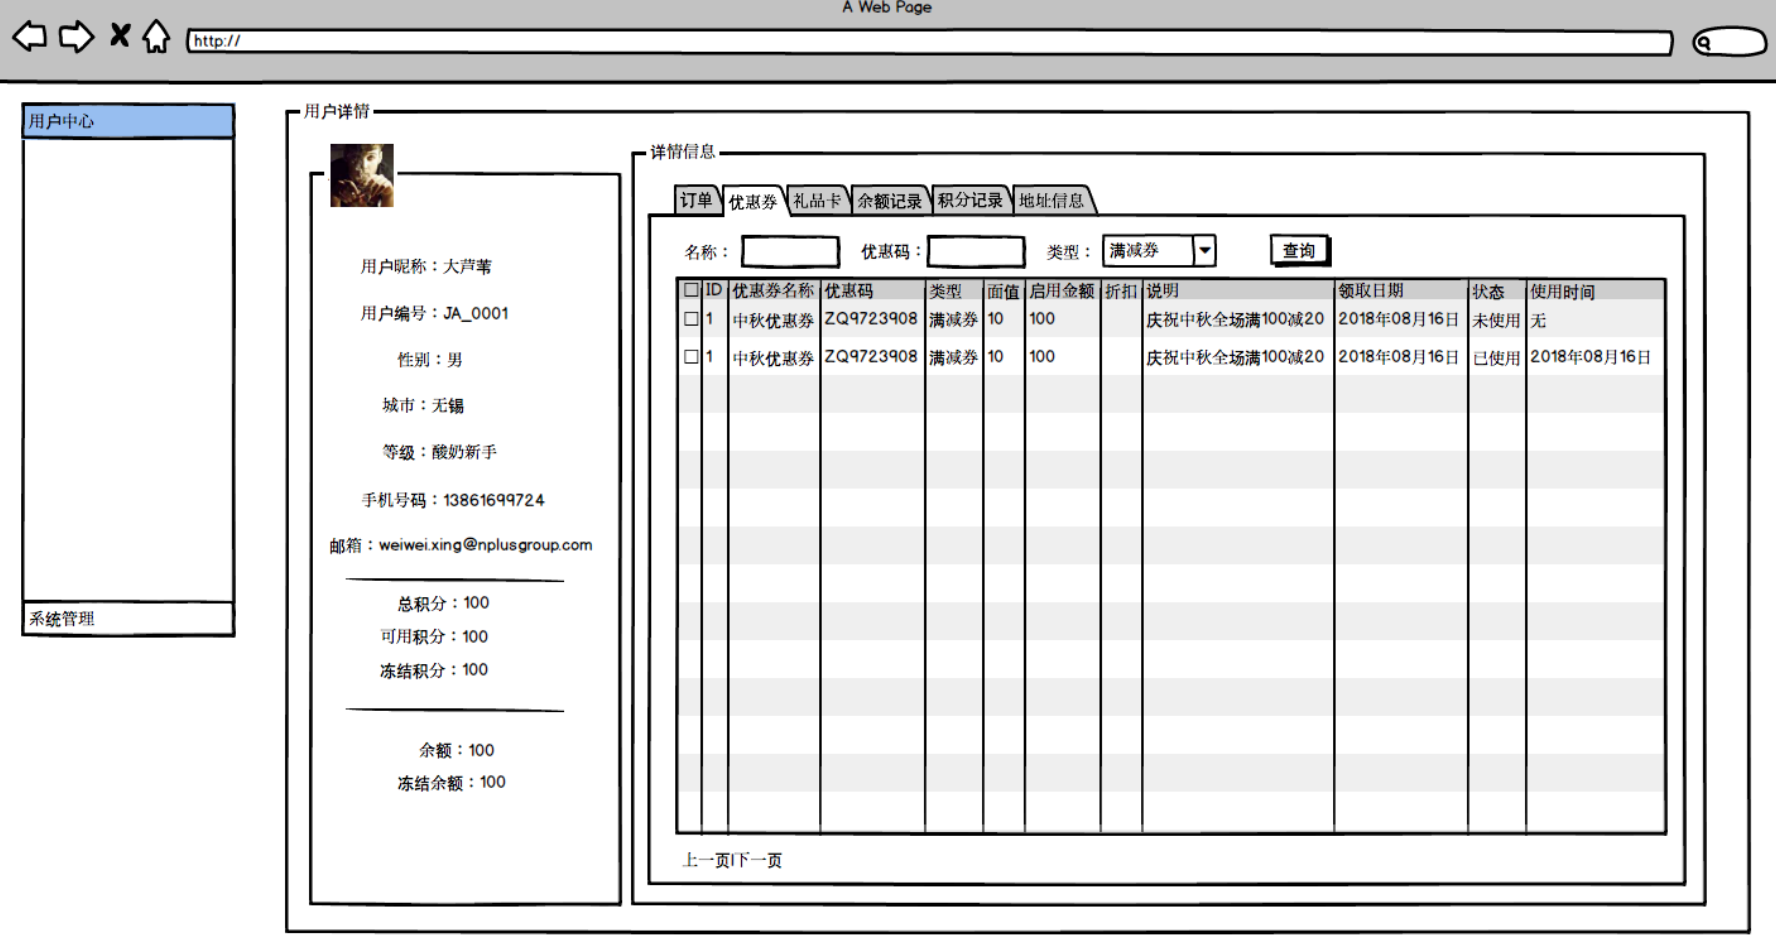 A Web Page
http://
用户中心
系统管理
用户详情
用户昵称：大芦苇
用户编号：JA_0001
性别：男
城市：无锡
等级：酸奶新手
手机号码：13861699724
邮箱：weiwei.xing@nplusgroup.com
总积分：100
可用积分：100
冻结积分：100
余额：100
冻结余额：100
详情信息
订单 优惠券 礼品卡 余额记录 积分记录 地址信息
名称： 优惠码： 类型： 满减券 查询
ID 优惠券名称 优惠码 类型 面值 启用金额 折扣 说明 领取日期 状态 使用时间
1 中秋优惠券 ZQ9723908 满减券 10 100 庆祝中秋全场满100减20 2018年08月16日 未使用 无
1 中秋优惠券 ZQ9723908 满减券 10 100 庆祝中秋全场满100减20 2018年08月16日 已使用 2018年08月16日
上一页|下一页